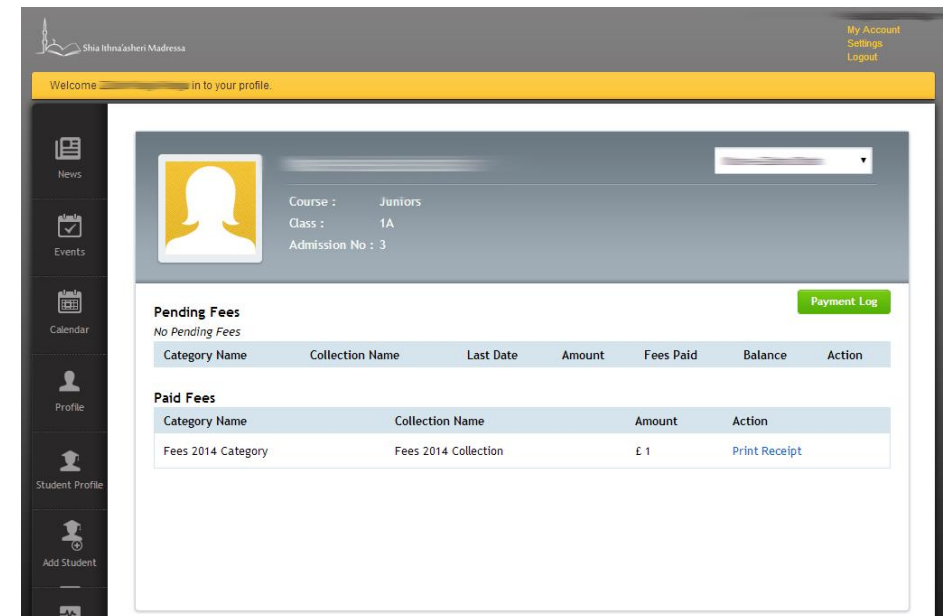 Shia Ithna'asheri Madressa
My Account
Settings
Logout
Welcome in to your profile.
News
Events
Calendar
Profile
Student Profile
Add Student
Course : Juniors
Class : 1A
Admission No : 3
Payment Log
Pending Fees
No Pending Fees
Category Name Collection Name Last Date Amount Fees Paid Balance Action
Paid Fees
Category Name Collection Name Amount Action
Fees 2014 Category Fees 2014 Collection £ 1 Print Receipt